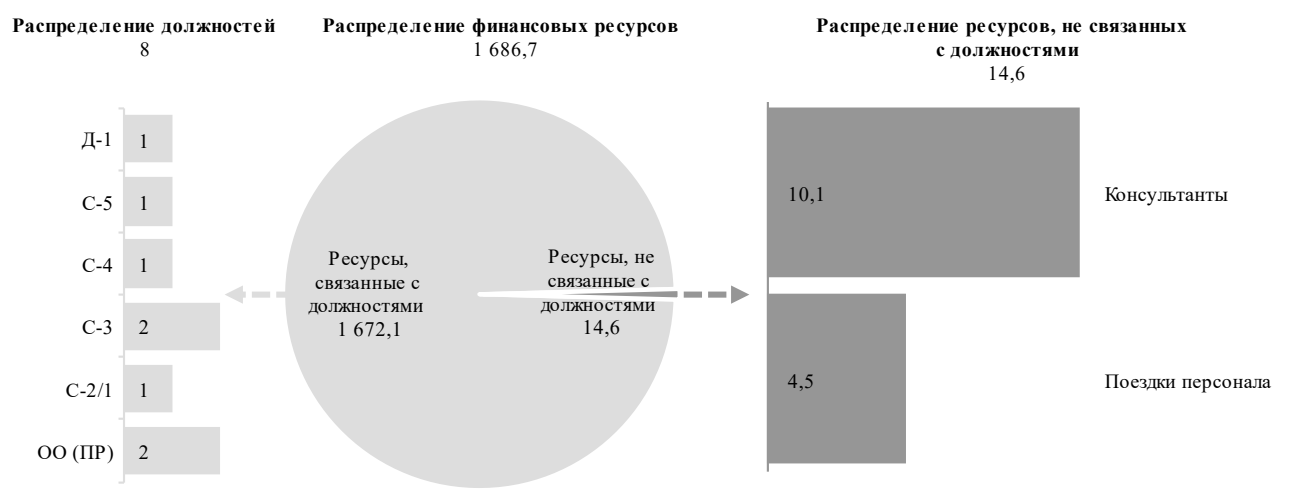 Распределение должностей
8
Распределение финансовых ресурсов
1 686,7
Распределение ресурсов, не связанных
с должностями
14,6
Д-1
1
С-5
1
С-4
1
С-3
2
С-2/1
1
ОО (ПР)
2
Ресурсы,
связанные с
должностями
1 672,1
Ресурсы, не
связанные с
должностями
14,6
10,1
Консультанты
4,5
Поездки персонала